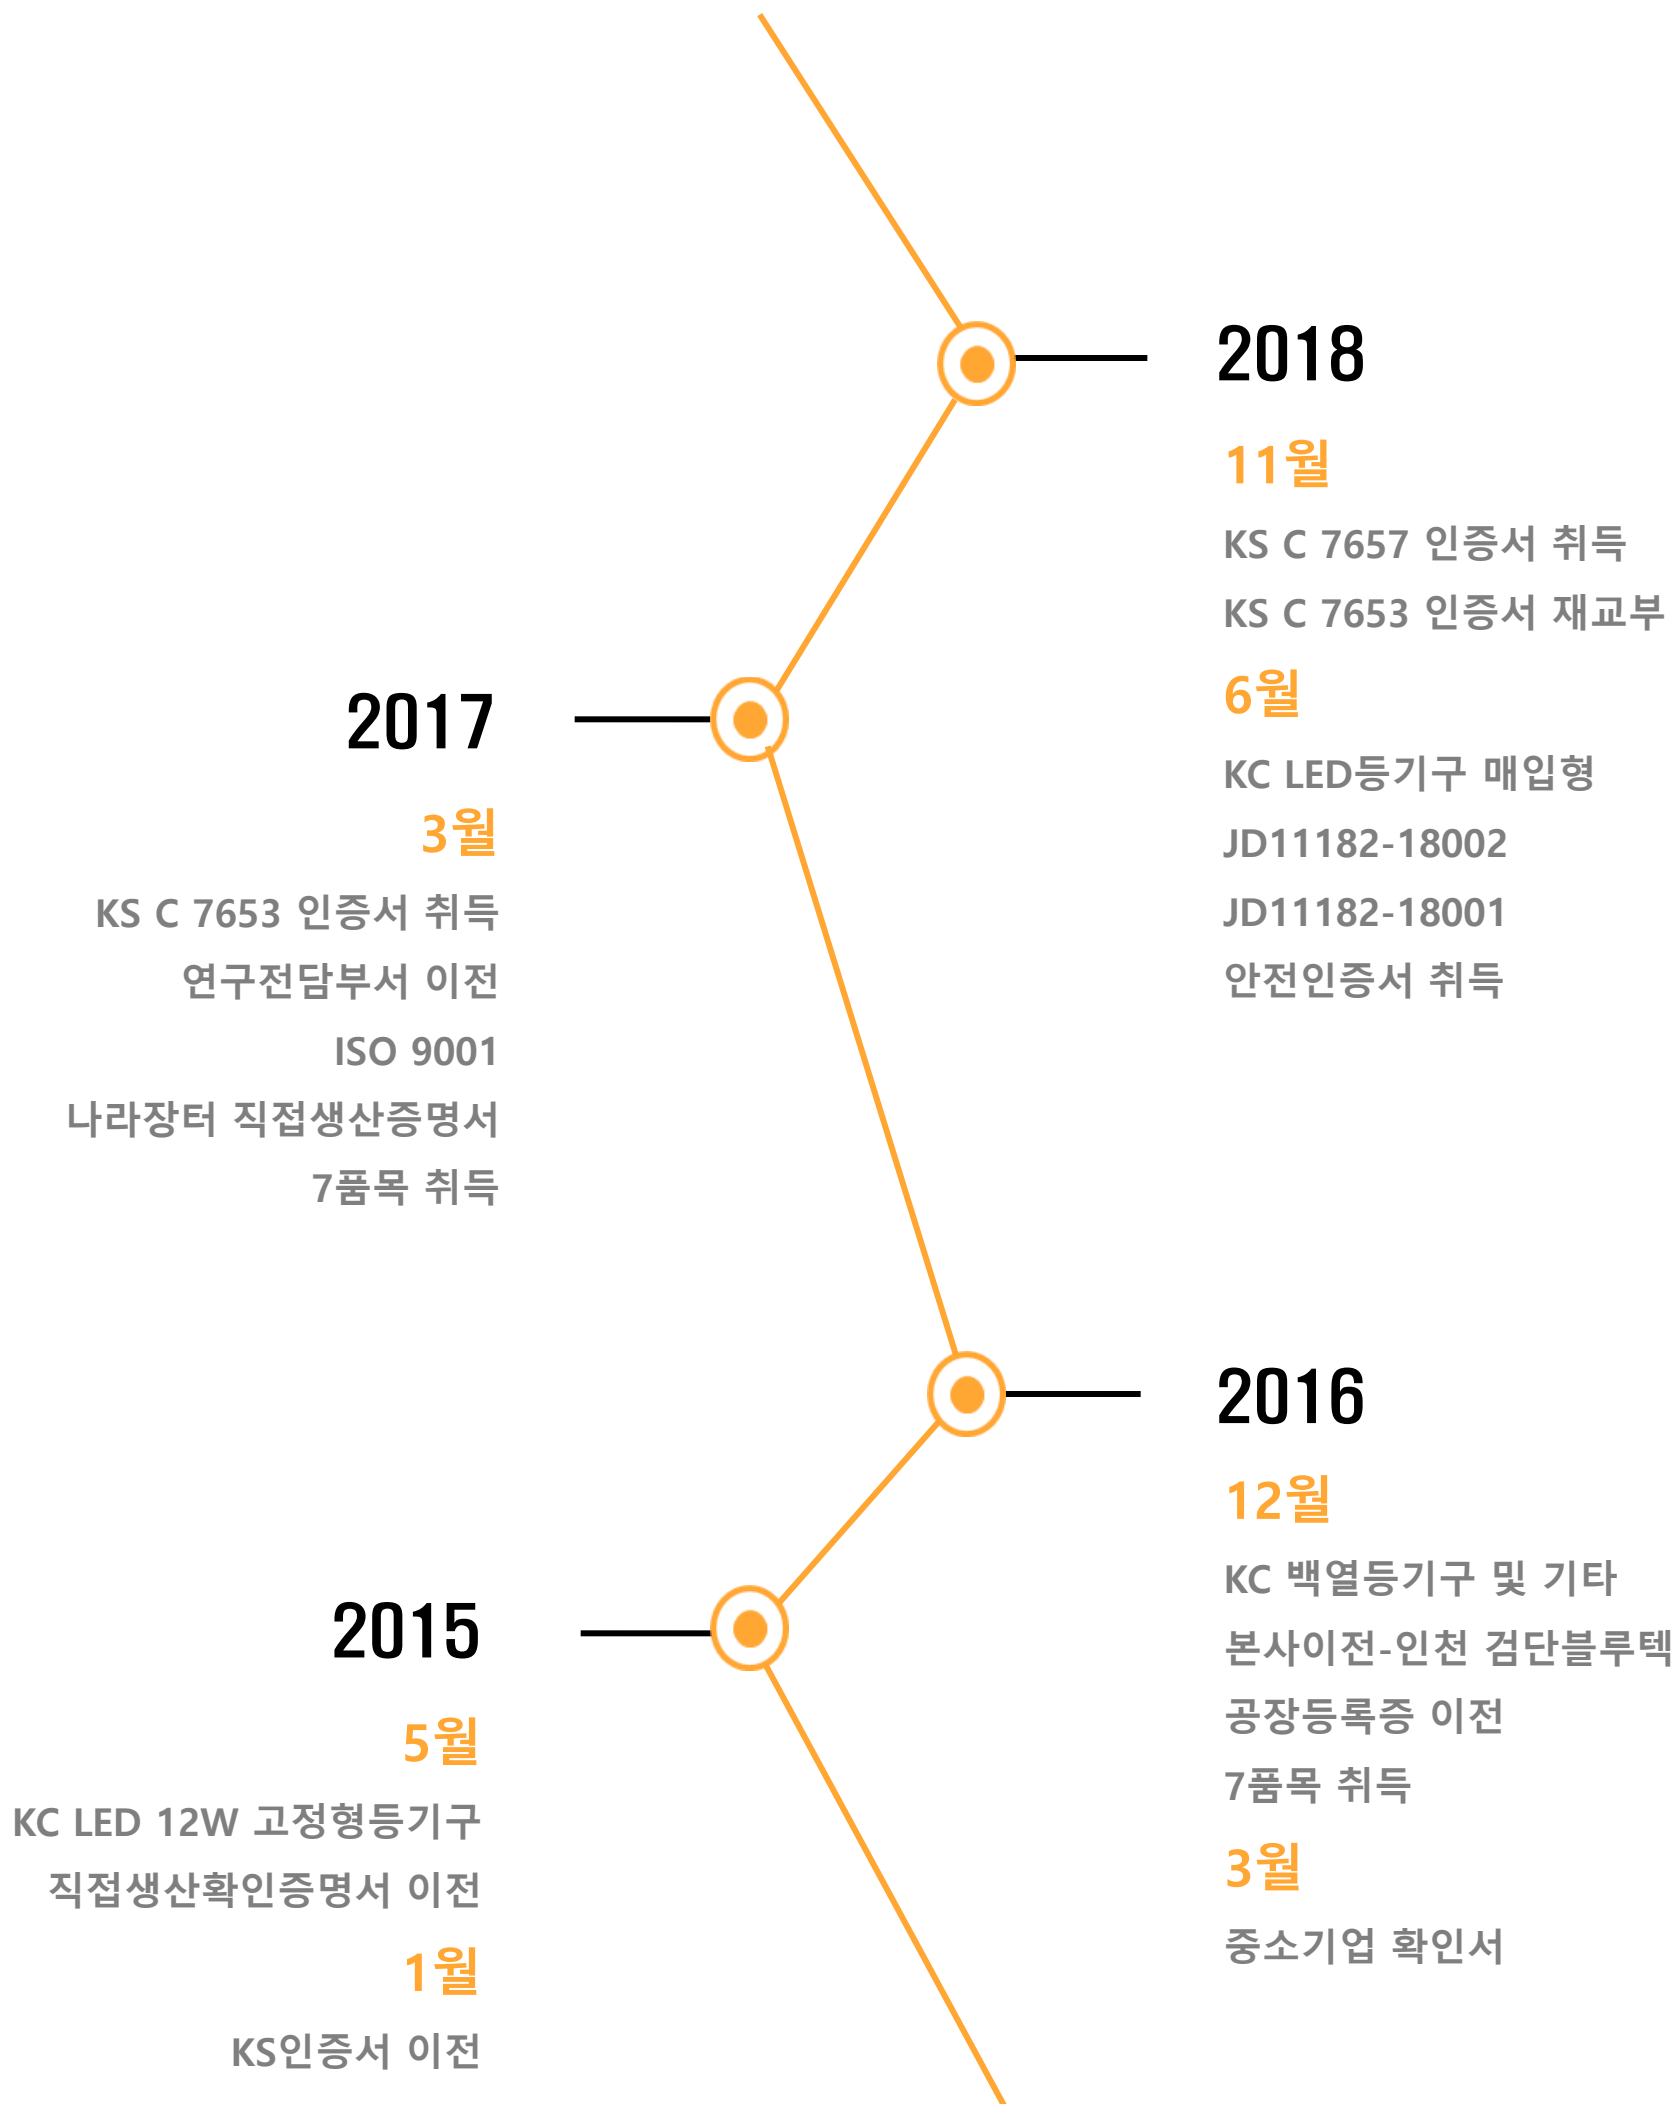 2018
11월
KS C 7657 인증서 취득
KS C 7653 인증서 재교부
6월
KC LED등기구 매입형
JD11182-18002
JD11182-18001
안전인증서 취득
2017
3월
KS C 7653 인증서 취득
연구전담부서 이전
ISO 9001
나라장터 직접생산증명서
7품목 취득
2016
12월
KC 백열등기구 및 기타
본사이전-인천 검단블루텍
공장등록증 이전
7품목 취득
3월
중소기업 확인서
2015
5월
KC LED 12W 고정형등기구
직접생산확인증명서 이전
1월
KS인증서 이전